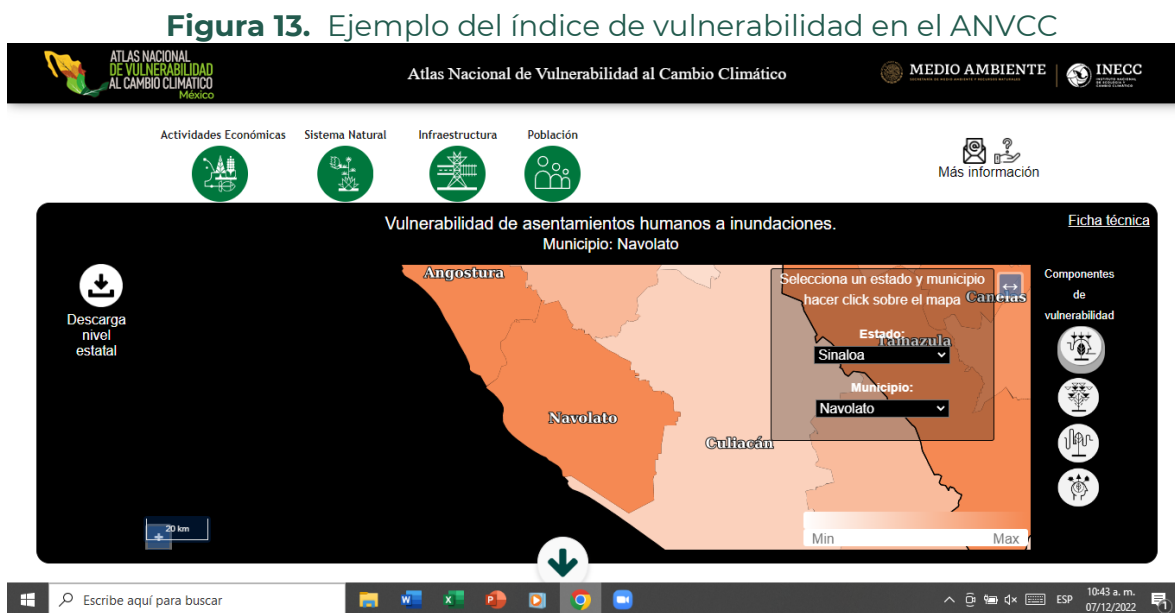 Figura 13. Ejemplo del índice de vulnerabilidad en el ANVCC
ATLAS NACIONAL
DE VULNERABILIDAD
AL CAMBIO CLIMÁTICO
México
Atlas Nacional de Vulnerabilidad al Cambio Climático
MEDIO AMBIENTE
INECC
Actividades Económicas
Sistema Natural
Infraestructura
Población
Más información
Vulnerabilidad de asentamientos humanos a inundaciones.
Municipio: Navolato
Ficha técnica
Descarga
nivel
estatal
Angostura
Navolato
Culiacán
Canelas
Tamazula
Selecciona un estado y municipio
hacer click sobre el mapa
Estado:
Sinaloa
Municipio:
Navolato
Componentes
de
vulnerabilidad
20 km
+
Min Max
Escribe aquí para buscar
ESP
10:43 a. m.
07/12/2022